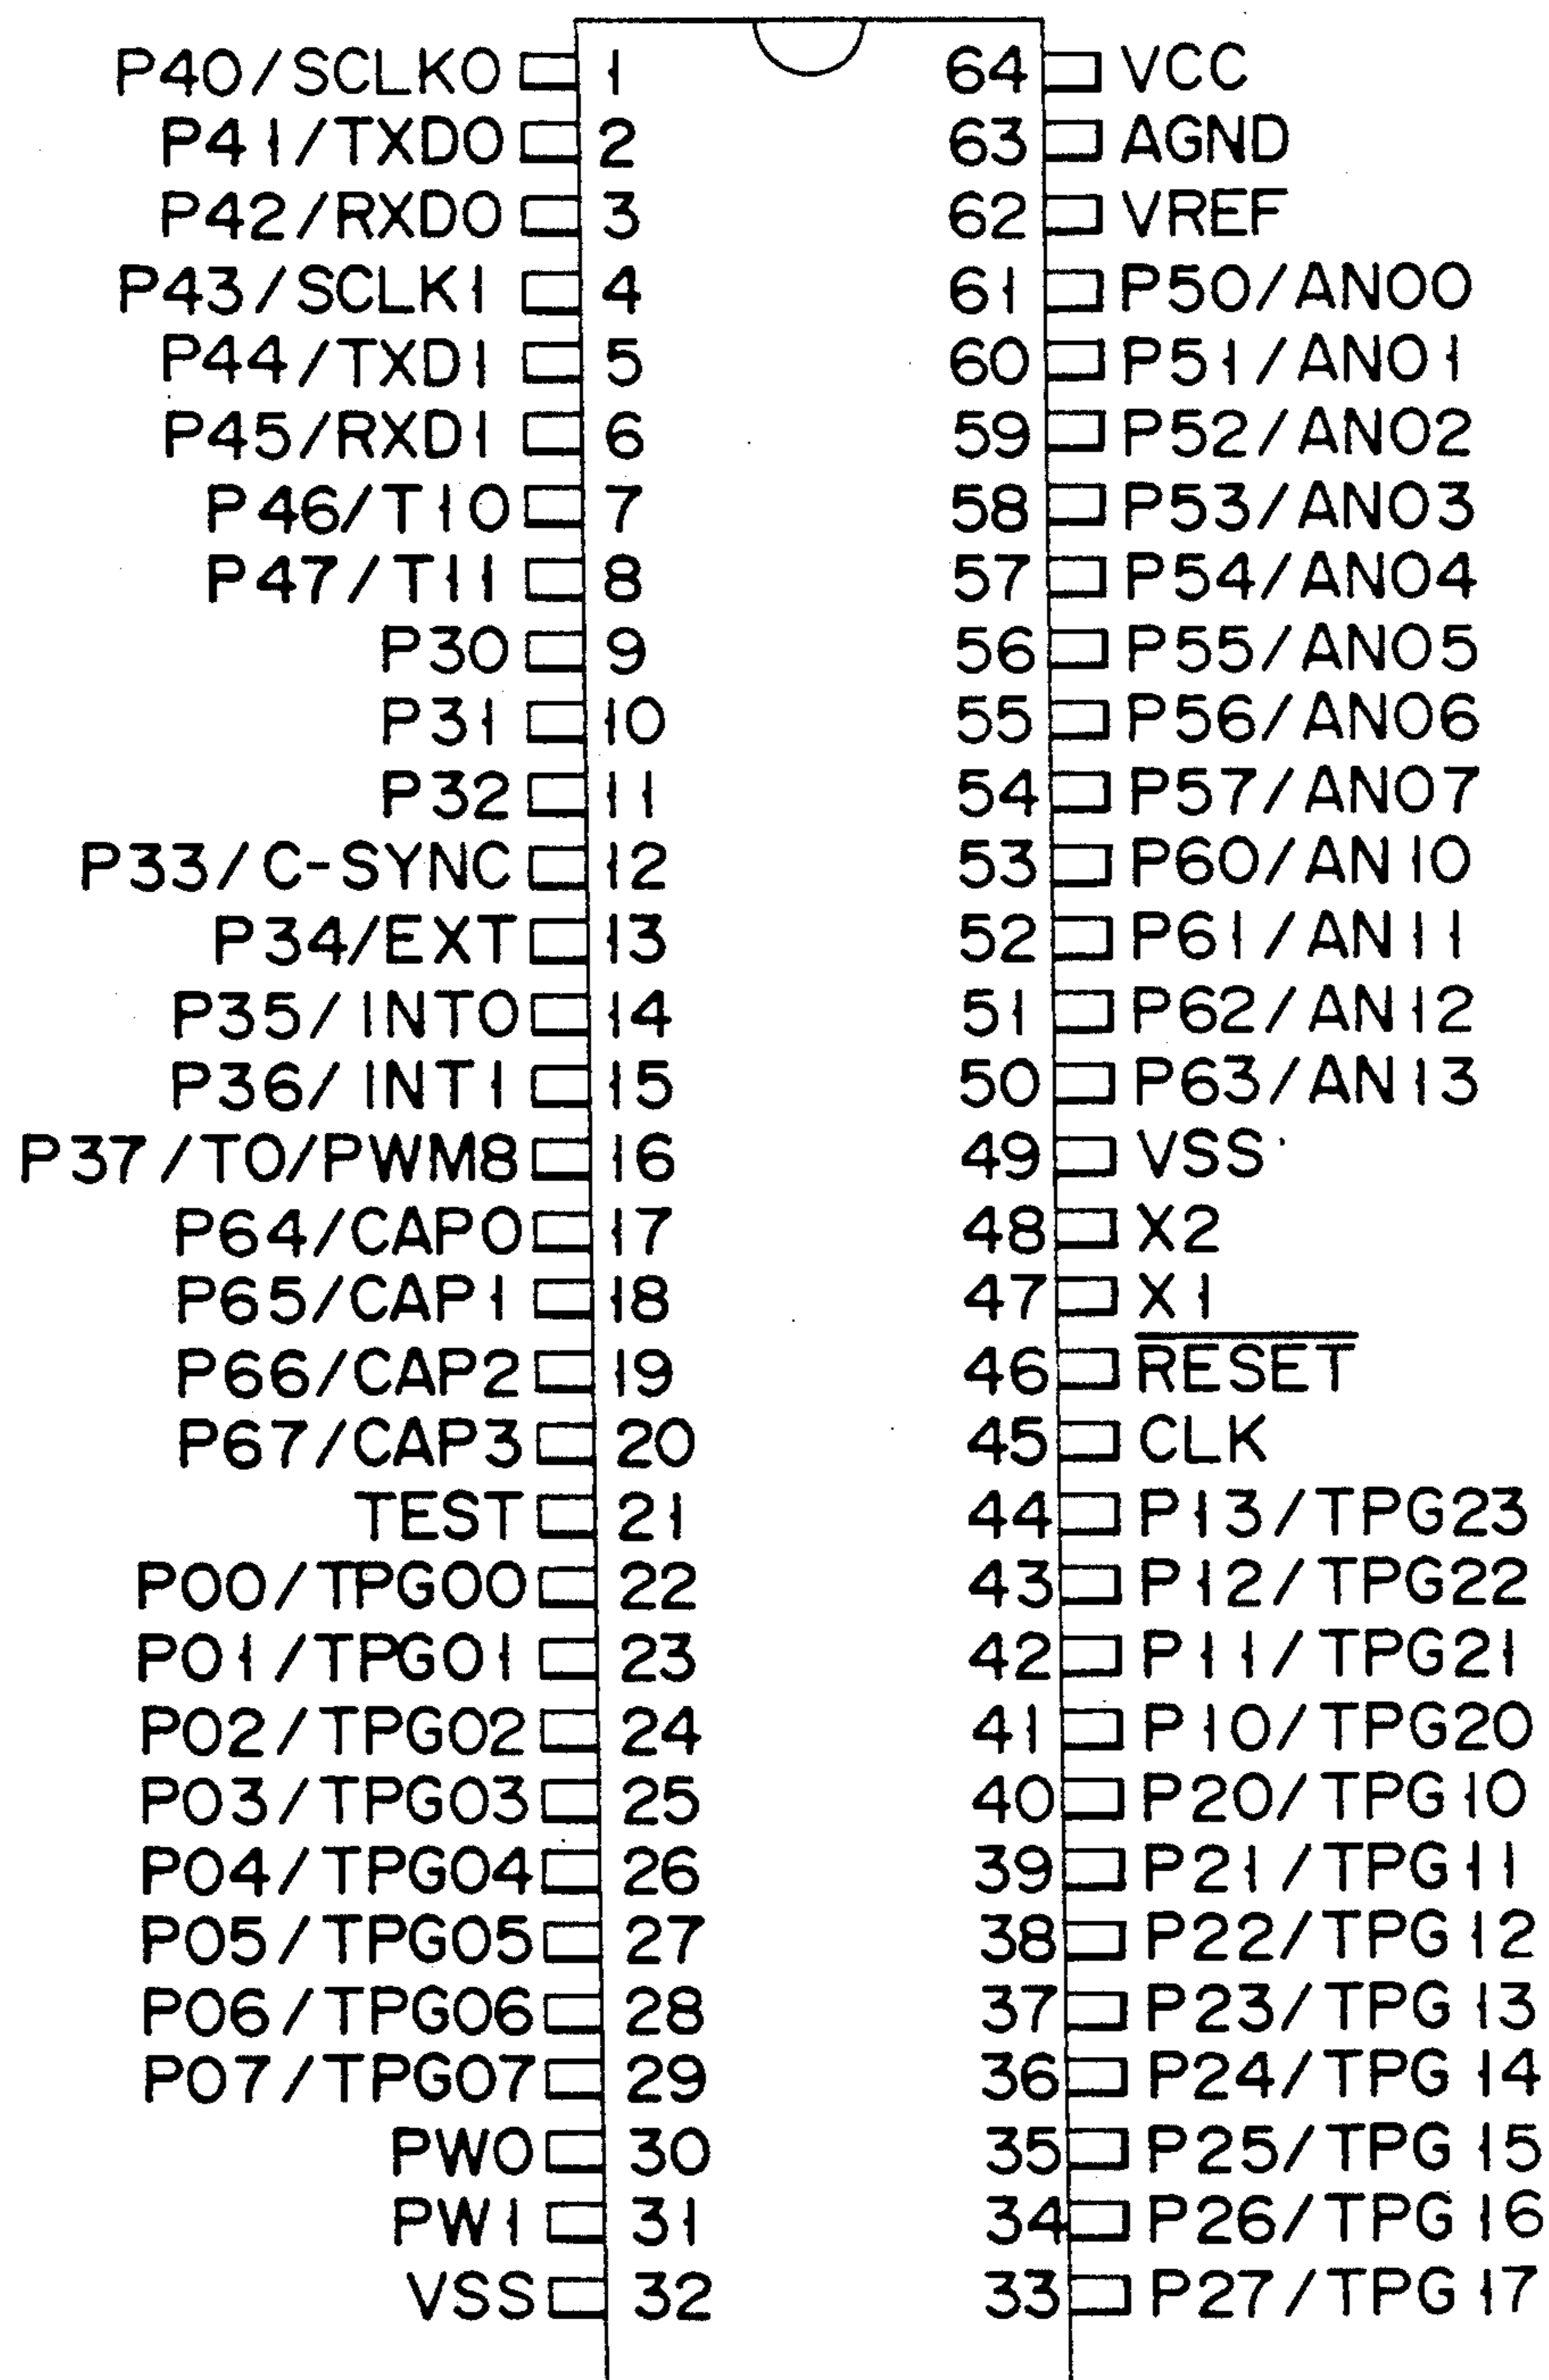 P40/SCLK0 1 64 VCC
P41/TXD0 2 63 AGND
P42/RXD0 3 62 VREF
P43/SCLK1 4 61 P50/AN00
P44/TXD1 5 60 P51/AN01
P45/RXD1 6 59 P52/AN02
P46/TI0 7 58 P53/AN03
P47/TI1 8 57 P54/AN04
P30 9 56 P55/AN05
P31 10 55 P56/AN06
P32 11 54 P57/AN07
P33/C-SYNC 12 53 P60/AN10
P34/EXT 13 52 P61/AN11
P35/INT0 14 51 P62/AN12
P36/INT1 15 50 P63/AN13
P37/TO/PWM8 16 49 VSS
P64/CAP0 17 48 X2
P65/CAP1 18 47 X1
P66/CAP2 19 46 RESET
P67/CAP3 20 45 CLK
TEST 21 44 P13/TPG23
P00/TPG00 22 43 P12/TPG22
P01/TPG01 23 42 P11/TPG21
P02/TPG02 24 41 P10/TPG20
P03/TPG03 25 40 P20/TPG10
P04/TPG04 26 39 P21/TPG11
P05/TPG05 27 38 P22/TPG12
P06/TPG06 28 37 P23/TPG13
P07/TPG07 29 36 P24/TPG14
PW0 30 35 P25/TPG15
PW1 31 34 P26/TPG16
VSS 32 33 P27/TPG17